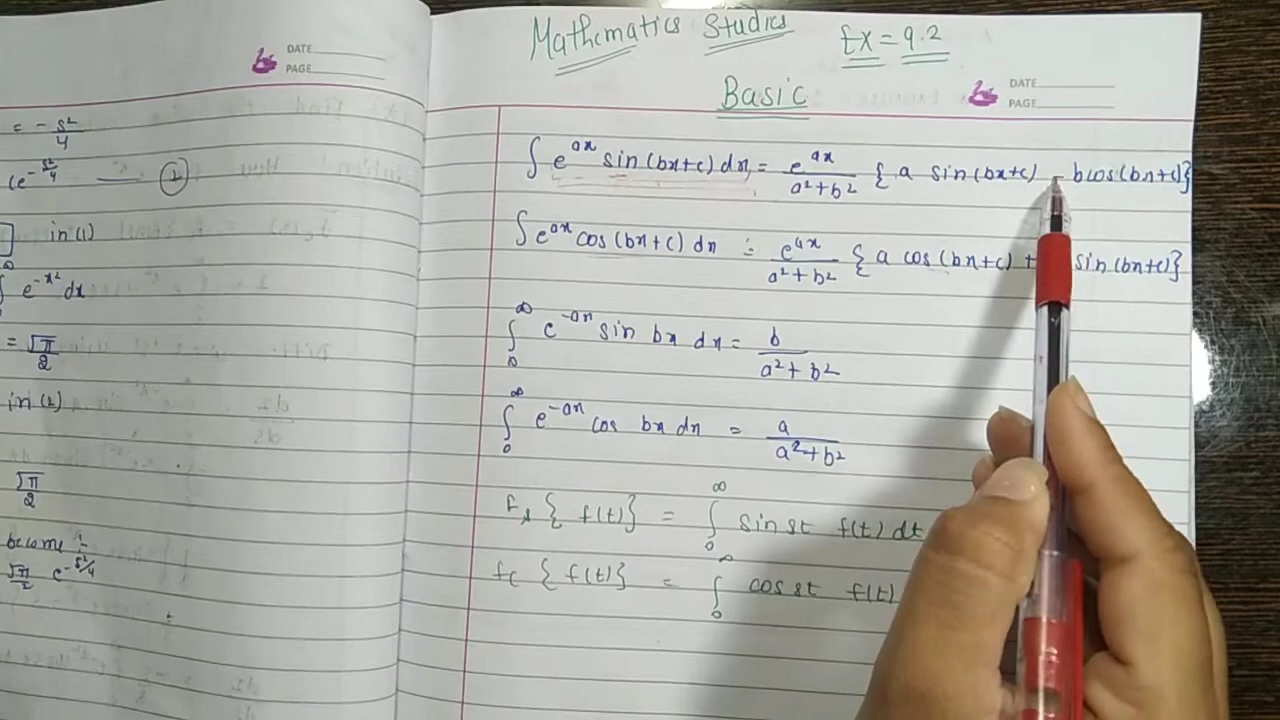 DATE
PAGE
= - s²/4
ce^(-s²/4) —— ②
in (1)
e^(-x²) dx
= √π/2
in (2)
√π/2
become :-
√π/2 e^(-s²/4)
Mathematics Studies Ex = 9.2
Basic
DATE
PAGE
∫ e^(ax) sin (bx+c) dx = e^(ax)/(a²+b²) { a sin (bx+c) - b cos (bx+c)}
∫ e^(ax) cos (bx+c) dx = e^(ax)/(a²+b²) { a cos (bx+c) + sin (bx+c)}
∫₀^∞ e^(-ax) sin bx dx = b/(a²+b²)
∫₀^∞ e^(-ax) cos bx dx = a/(a²+b²)
Fs { f(t)} = ∫₀^∞ sin st f(t) dt
fc { f(t)} = ∫₀^∞ cos st f(t)